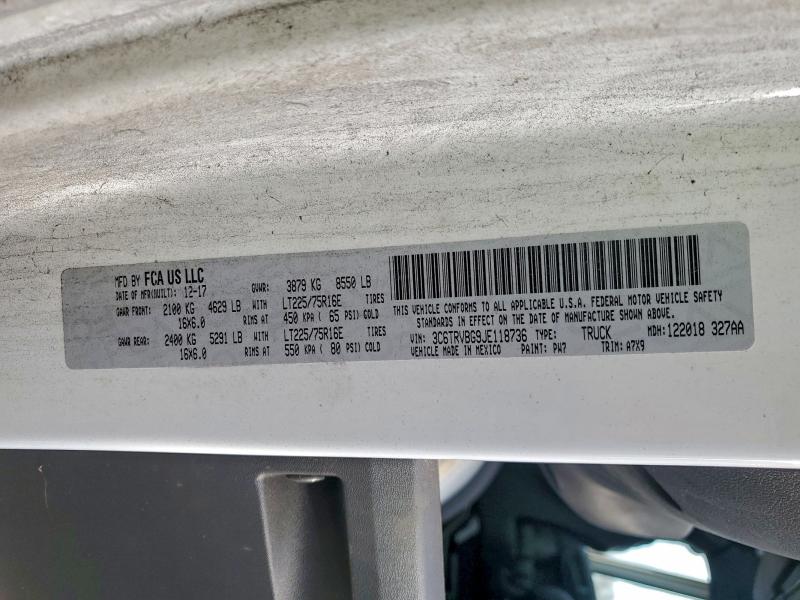 MFD BY FCA US LLC
DATE OF MFR(BUILT): 12-17 GVWR: 3879 KG 8550 LB
GAWR FRONT: 2100 KG 4629 LB WITH LT225/75R16E TIRES
16X6.0 RIMS AT 450 KPA ( 65 PSI) COLD
GAWR REAR: 2400 KG 5291 LB WITH LT225/75R16E TIRES
16X6.0 RIMS AT 550 KPA ( 80 PSI) COLD
THIS VEHICLE CONFORMS TO ALL APPLICABLE U.S.A. FEDERAL MOTOR VEHICLE SAFETY
STANDARDS IN EFFECT ON THE DATE OF MANUFACTURE SHOWN ABOVE.
VIN: 3C6TRVBG9JE118736 TYPE: TRUCK MDH: 122018 327AA
VEHICLE MADE IN MEXICO PAINT: PW7 TRIM: A7X9